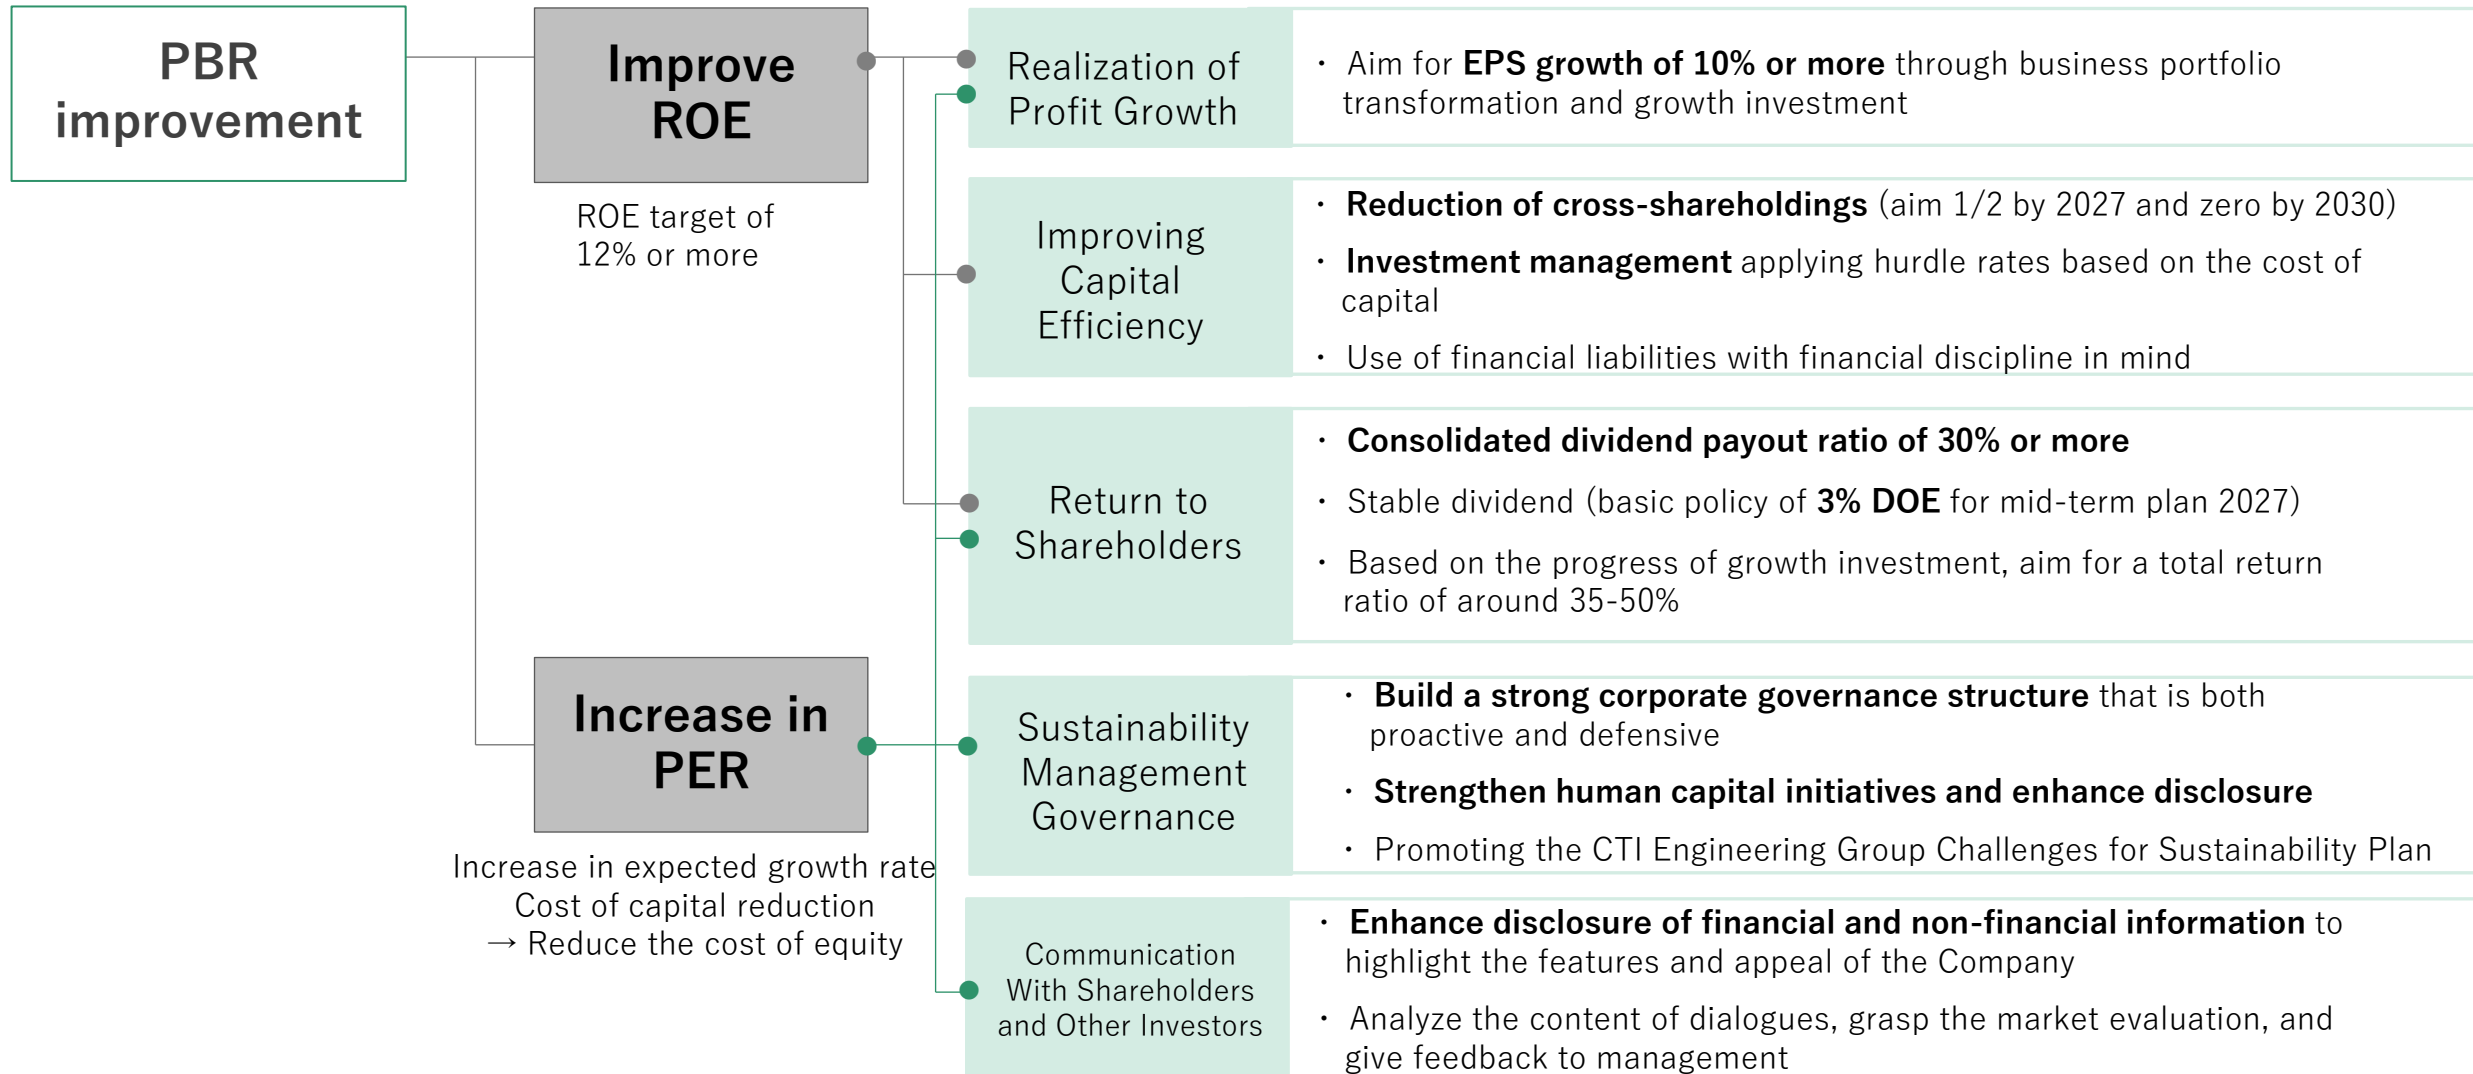 PBR
improvement
Improve
ROE
ROE target of
12% or more
Realization of
Profit Growth
・ Aim for EPS growth of 10% or more through business portfolio
transformation and growth investment
Improving
Capital
Efficiency
・ Reduction of cross-shareholdings (aim 1/2 by 2027 and zero by 2030)
・ Investment management applying hurdle rates based on the cost of
capital
・ Use of financial liabilities with financial discipline in mind
Return to
Shareholders
・ Consolidated dividend payout ratio of 30% or more
・ Stable dividend (basic policy of 3% DOE for mid-term plan 2027)
・ Based on the progress of growth investment, aim for a total return
ratio of around 35-50%
Increase in
PER
Increase in expected growth rate
Cost of capital reduction
→ Reduce the cost of equity
Sustainability
Management
Governance
・ Build a strong corporate governance structure that is both
proactive and defensive
・ Strengthen human capital initiatives and enhance disclosure
・ Promoting the CTI Engineering Group Challenges for Sustainability Plan
Communication
With Shareholders
and Other Investors
・ Enhance disclosure of financial and non-financial information to
highlight the features and appeal of the Company
・ Analyze the content of dialogues, grasp the market evaluation, and
give feedback to management